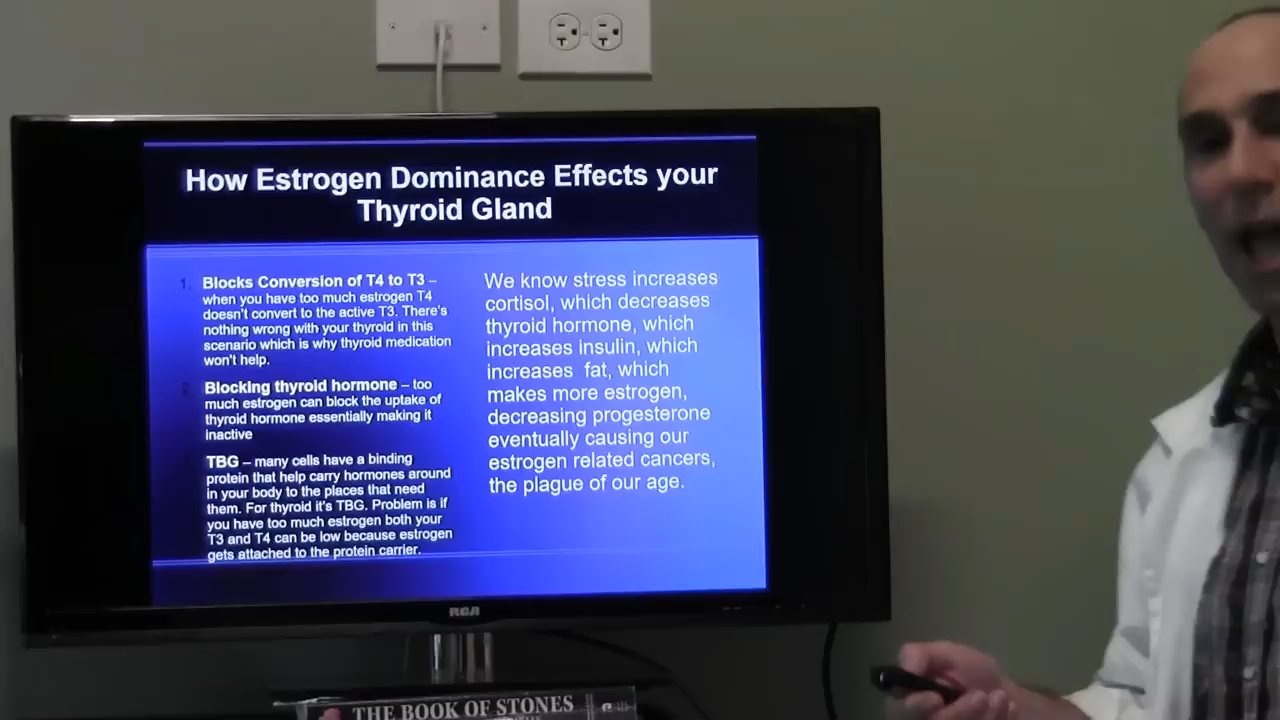 How Estrogen Dominance Effects your
Thyroid Gland
1. Blocks Conversion of T4 to T3 –
when you have too much estrogen T4
doesn't convert to the active T3. There's
nothing wrong with your thyroid in this
scenario which is why thyroid medication
won't help.
2. Blocking thyroid hormone – too
much estrogen can block the uptake of
thyroid hormone essentially making it
inactive
TBG – many cells have a binding
protein that help carry hormones around
in your body to the places that need
them. For thyroid it's TBG. Problem is if
you have too much estrogen both your
T3 and T4 can be low because estrogen
gets attached to the protein carrier.
We know stress increases
cortisol, which decreases
thyroid hormone, which
increases insulin, which
increases fat, which
makes more estrogen,
decreasing progesterone
eventually causing our
estrogen related cancers,
the plague of our age.
RCA
THE BOOK OF STONES